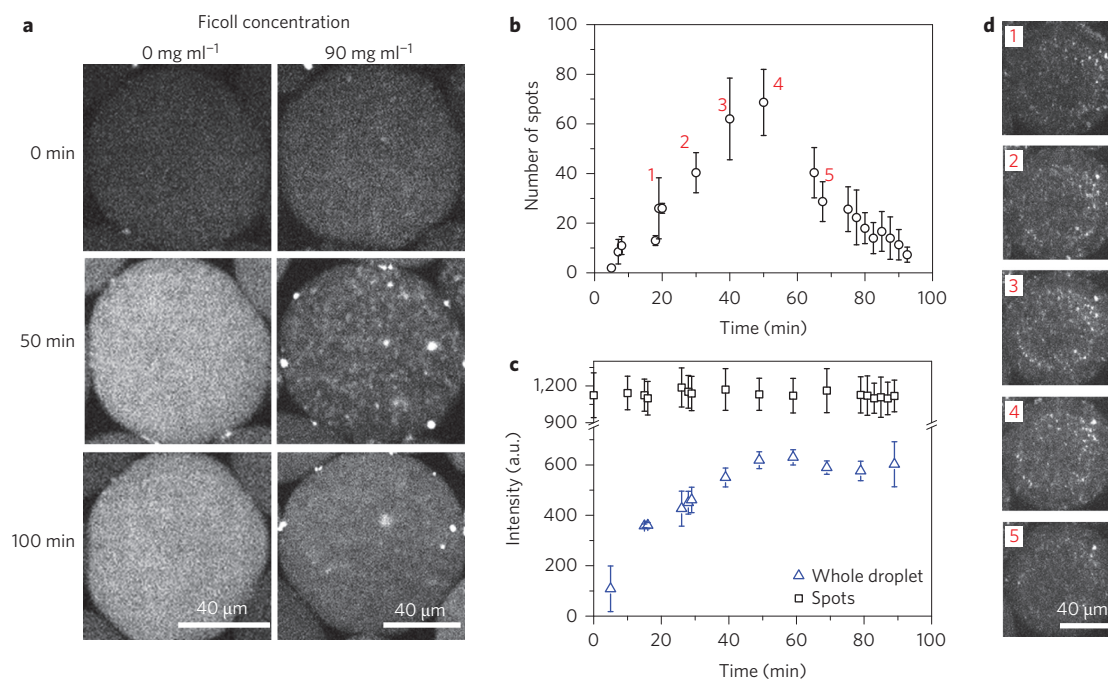 a
Ficoll concentration
0 mg ml⁻¹
90 mg ml⁻¹
0 min
50 min
100 min
40 μm
40 μm
b
Number of spots
100
80
60
40
20
0
1
2
3
4
5
0
20
40
60
80
100
Time (min)
c
Intensity (a.u.)
1,200
900
600
400
200
0
Whole droplet
Spots
0
20
40
60
80
100
Time (min)
d
1
2
3
4
5
40 μm